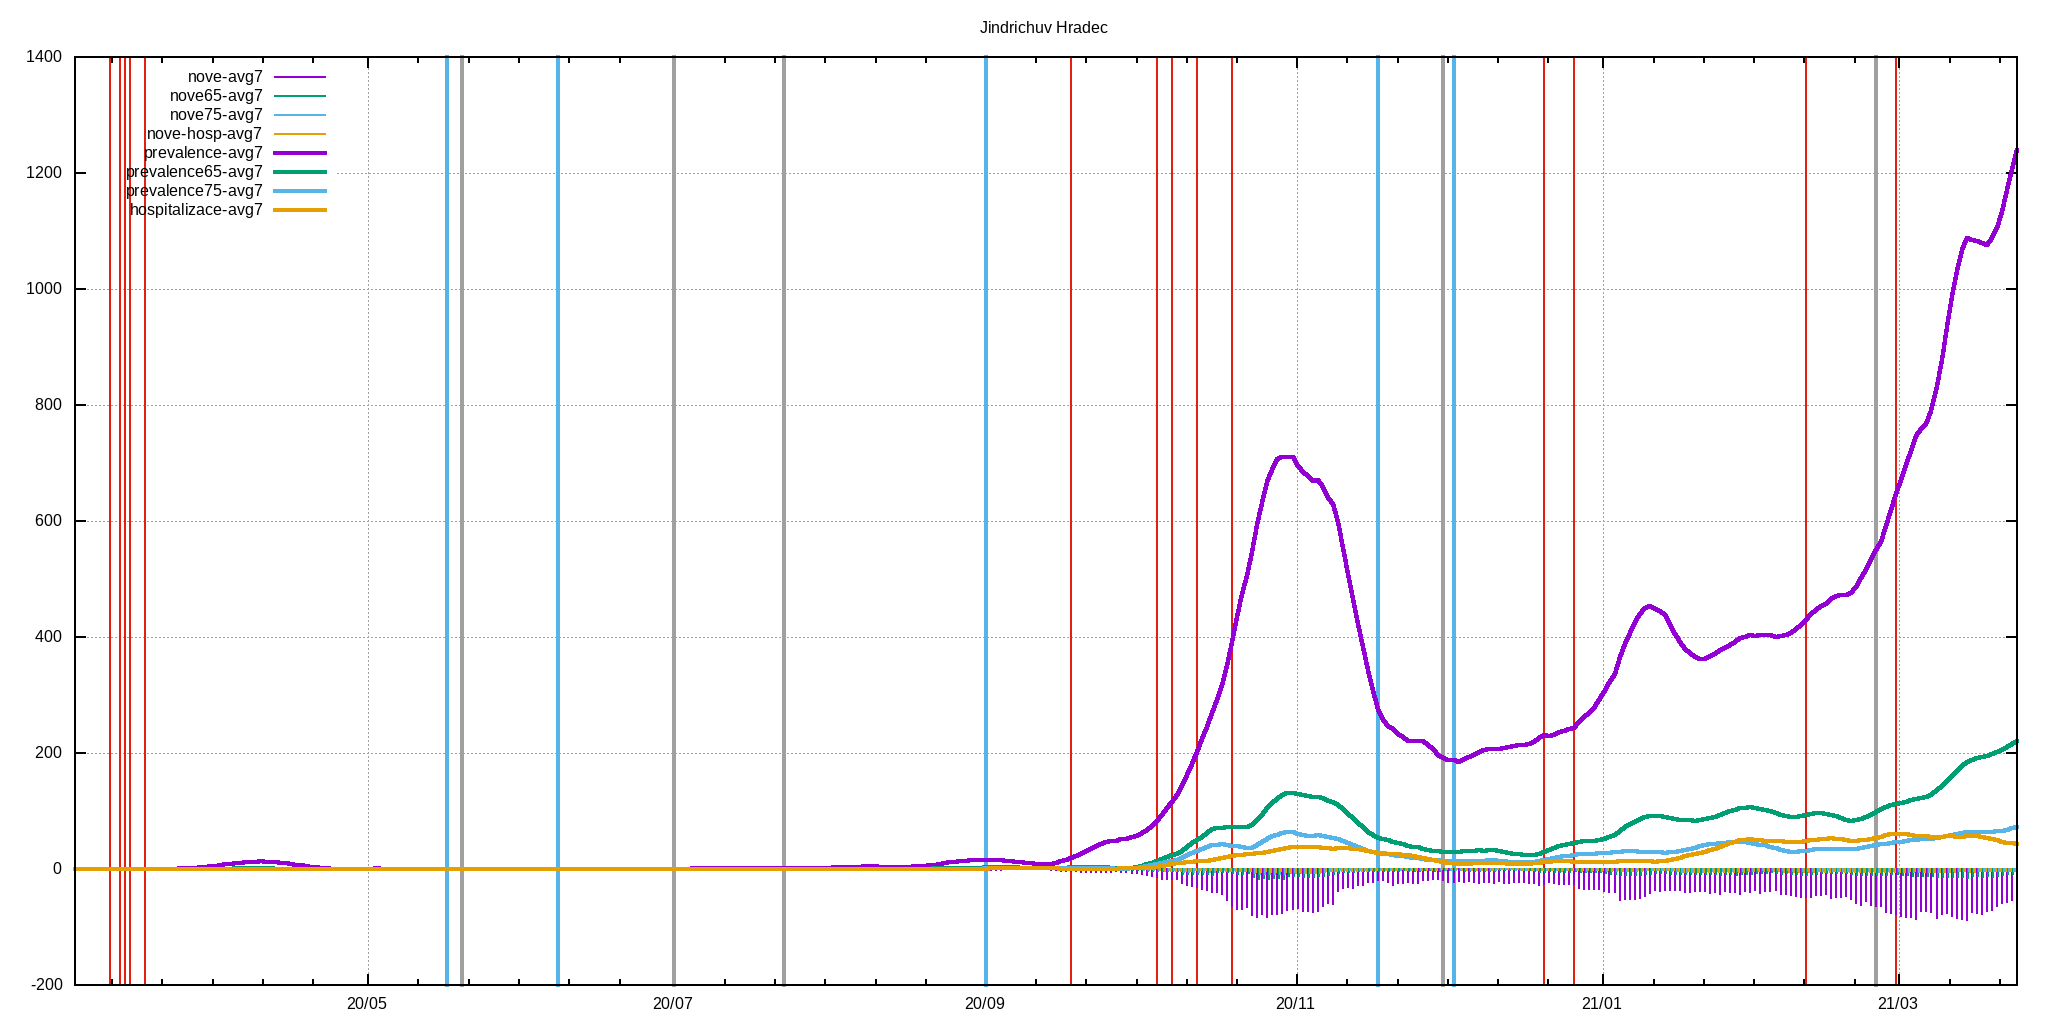 Jindrichuv Hradec
1400
1200
1000
800
600
400
200
0
-200
nove-avg7
nove65-avg7
nove75-avg7
nove-hosp-avg7
prevalence-avg7
prevalence65-avg7
prevalence75-avg7
hospitalizace-avg7
20/05 20/07 20/09 20/11 21/01 21/03